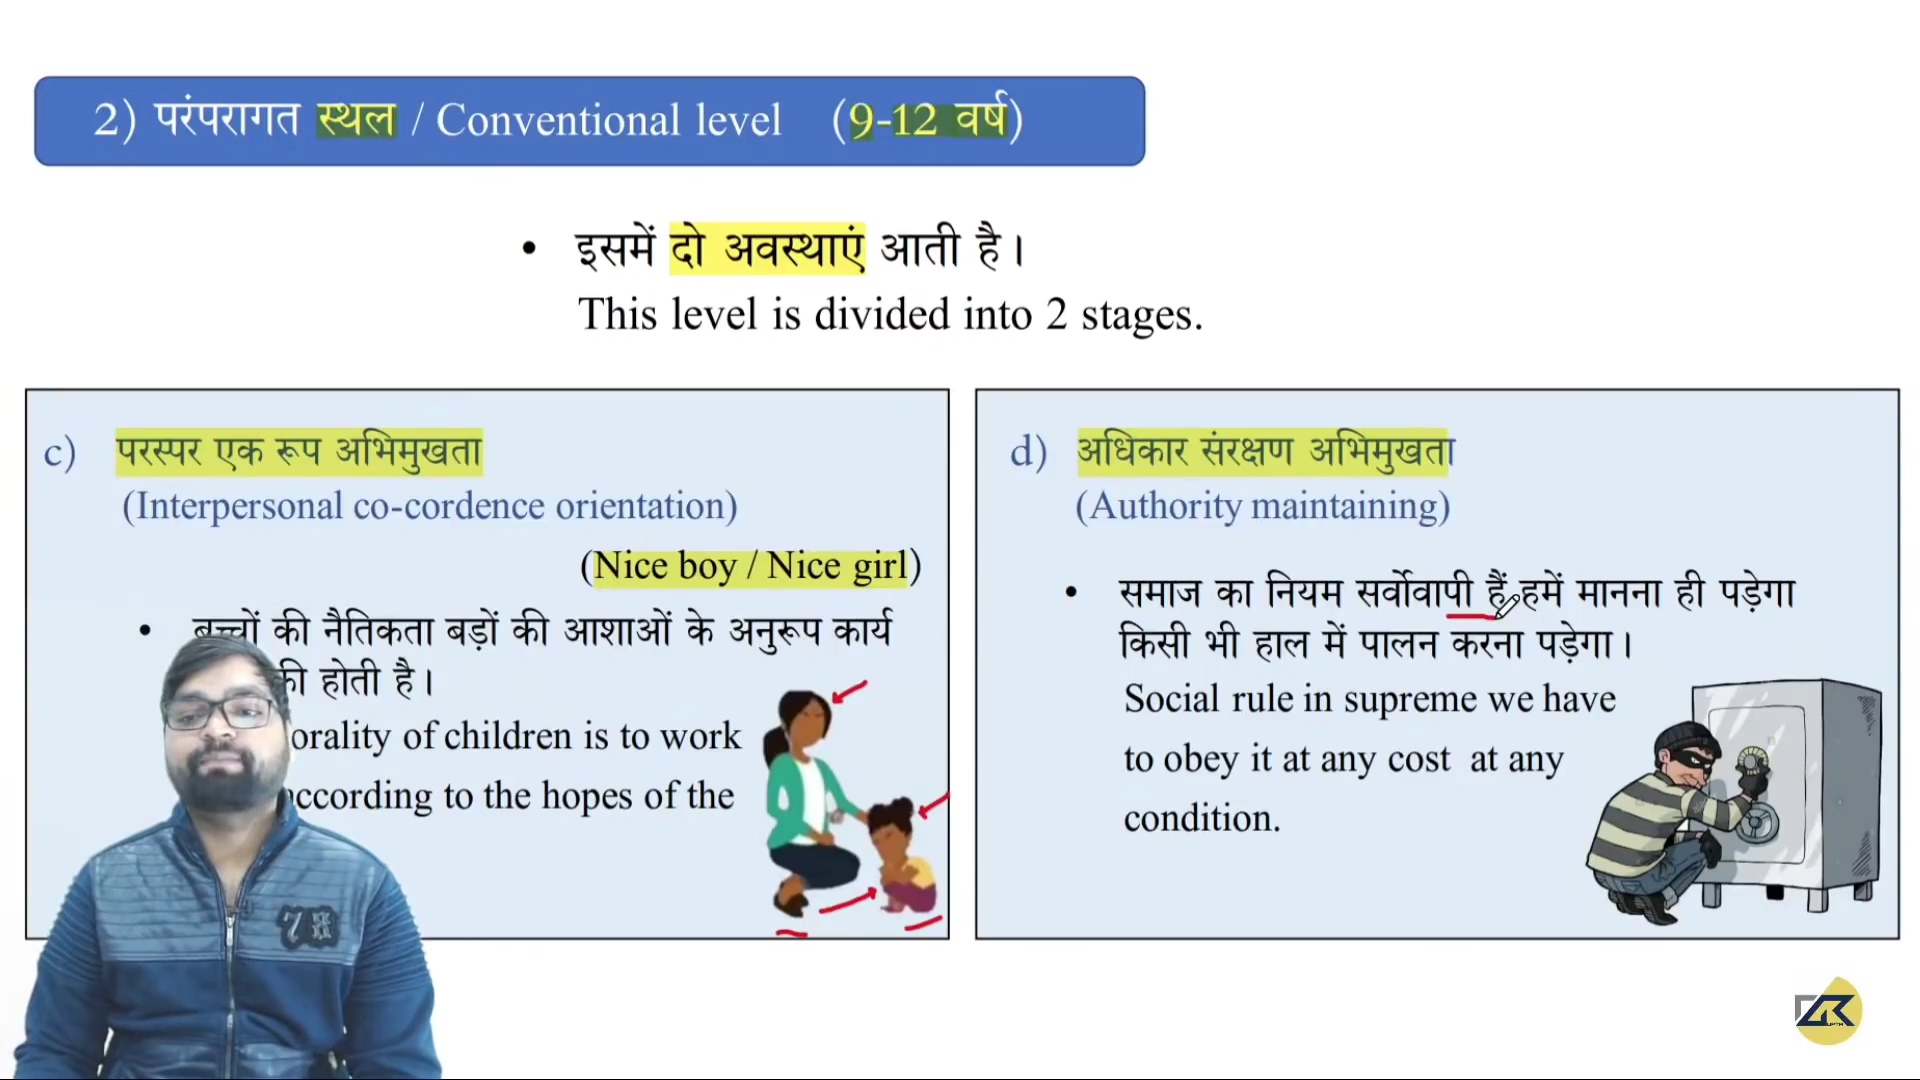 2) परंपरागत स्थल / Conventional level (9-12 वर्ष)
• इसमें दो अवस्थाएं आती है।
This level is divided into 2 stages.
c) परस्पर एक रूप अभिमुखता
(Interpersonal co-cordence orientation)
(Nice boy / Nice girl)
• बच्चों की नैतिकता बड़ों की आशाओं के अनुरूप कार्य
की होती है।
orality of children is to work
according to the hopes of the
d) अधिकार संरक्षण अभिमुखता
(Authority maintaining)
• समाज का नियम सर्वोवापी हैं हमें मानना ही पड़ेगा
किसी भी हाल में पालन करना पड़ेगा।
Social rule in supreme we have
to obey it at any cost at any
condition.